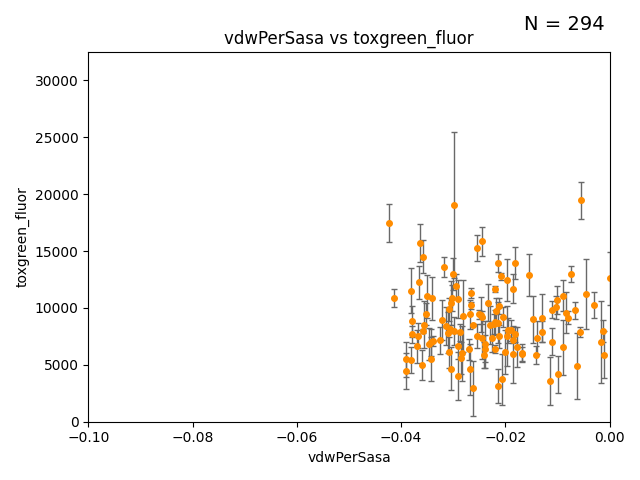 N = 294
vdwPerSasa vs toxgreen_fluor
30000
25000
20000
15000
10000
5000
0
toxgreen_fluor
−0.10 −0.08 −0.06 −0.04 −0.02 0.00
vdwPerSasa